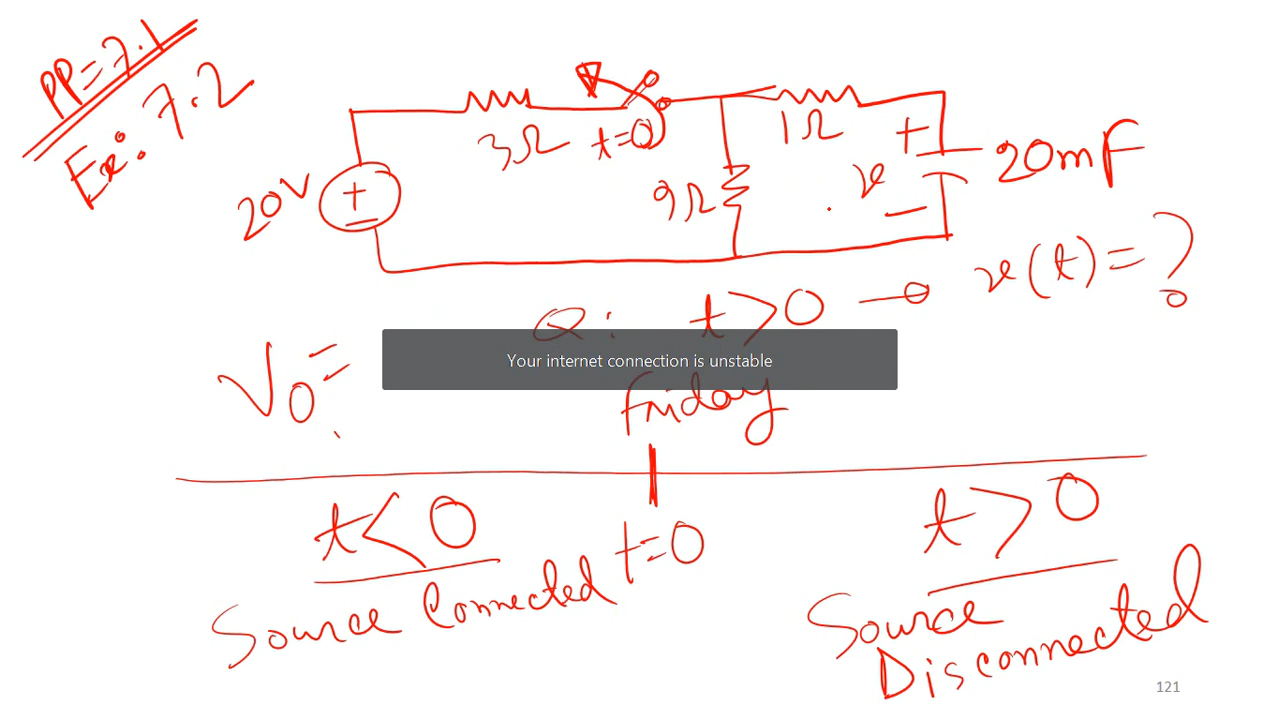 PP=7.1
Ex: 7.2
20V
+
3Ω
t=0
9Ω
1Ω
+
v
20mF
Q: t>0 → v(t)=?
Your internet connection is unstable
V0=
Friday
t<0
t=0
t>0
Source Connected
Source
Disconnected
121